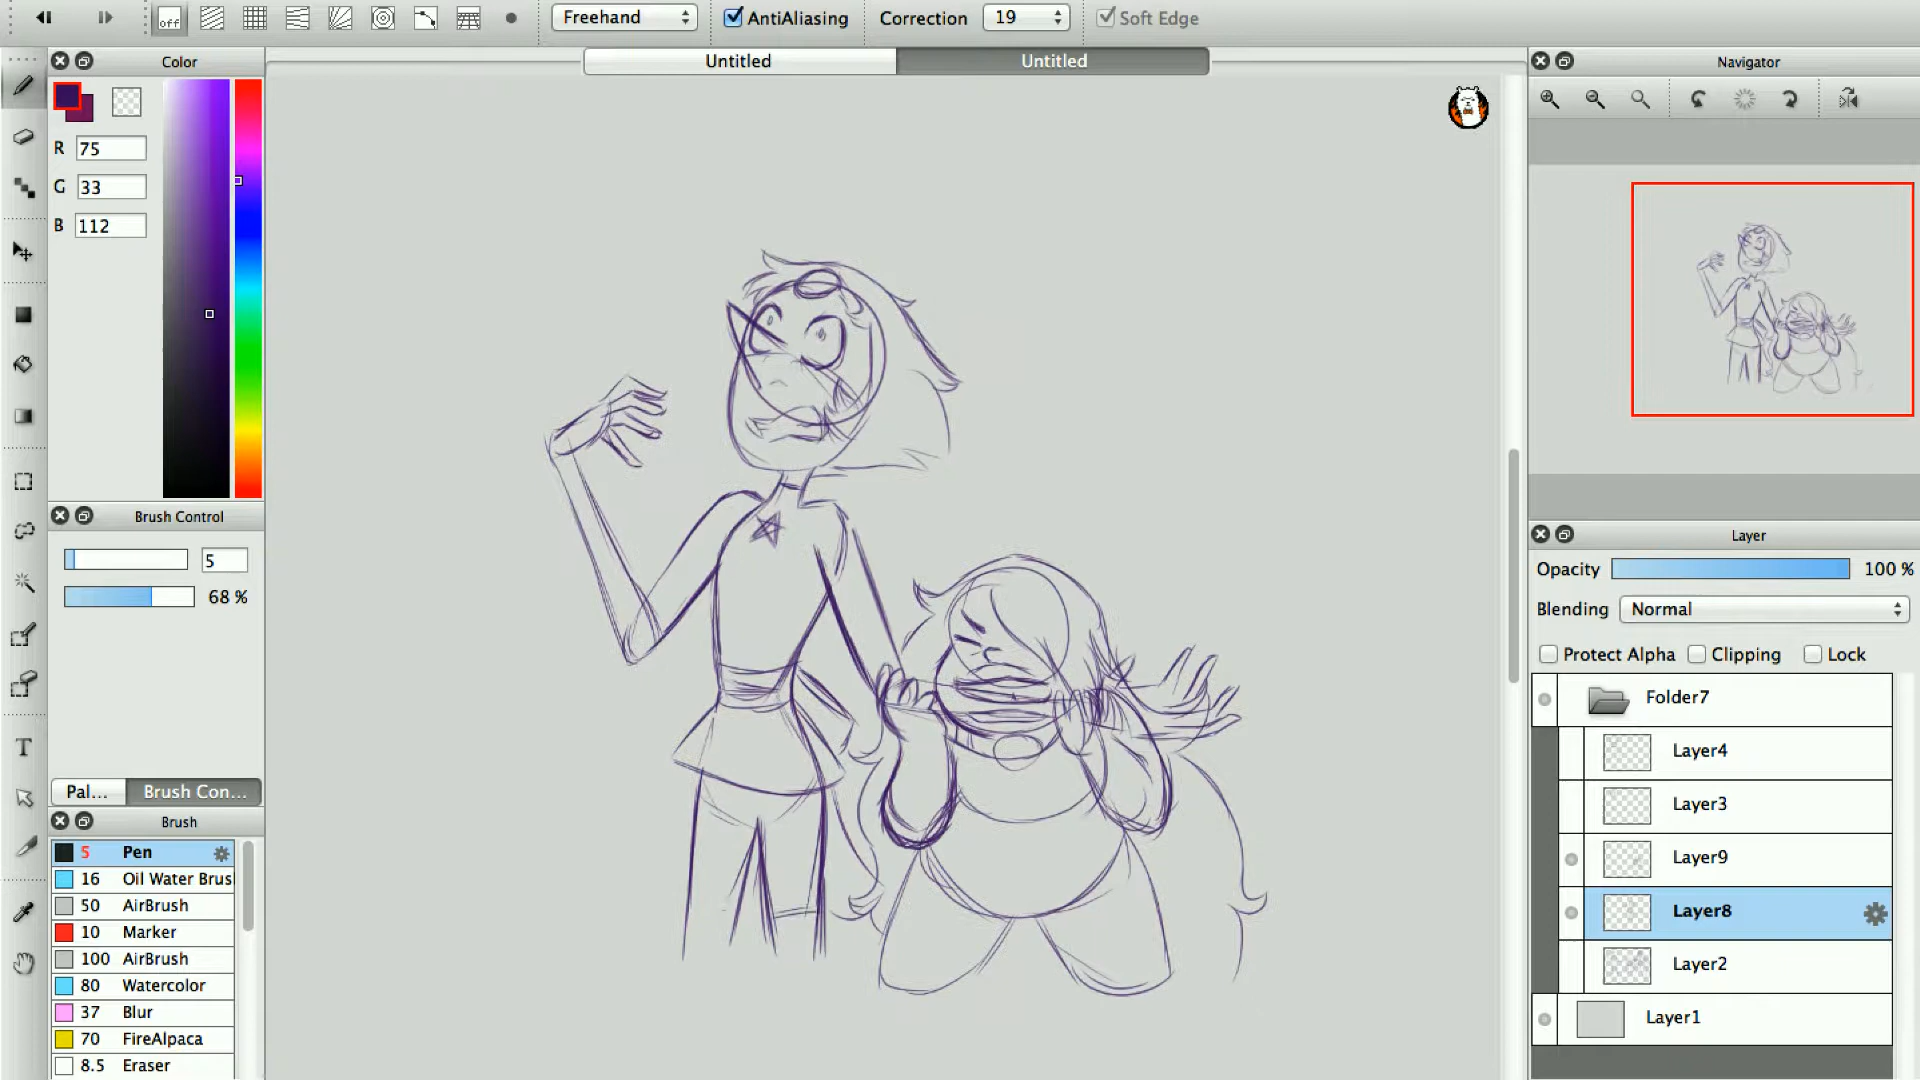 off
Freehand
AntiAliasing
Correction
19
Soft Edge
Untitled
Untitled
Color
R 75
G 33
B 112
Brush Control
5
68 %
Pal...
Brush Con...
Brush
5 Pen
16 Oil Water Brus
50 AirBrush
10 Marker
100 AirBrush
80 Watercolor
37 Blur
70 FireAlpaca
8.5 Eraser
T
Navigator
Layer
Opacity 100 %
Blending Normal
Protect Alpha Clipping Lock
Folder7
Layer4
Layer3
Layer9
Layer8
Layer2
Layer1